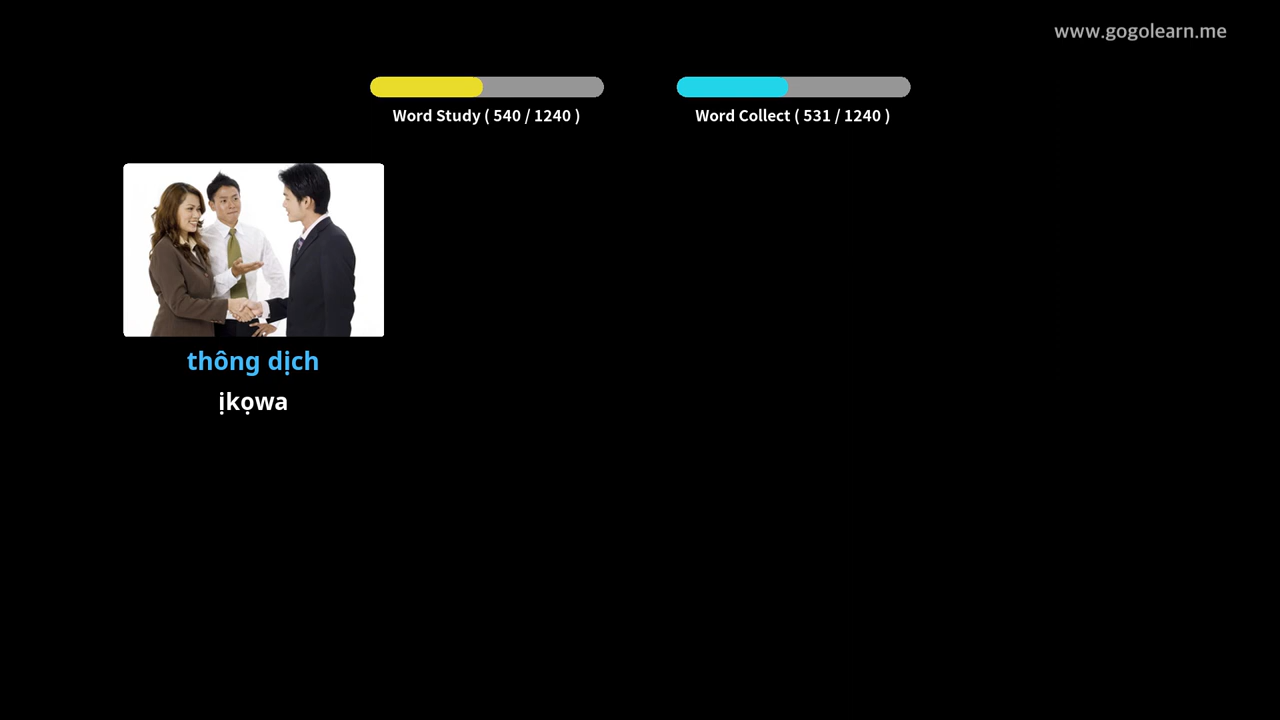 www.gogolearn.me
Word Study ( 540 / 1240 )
Word Collect ( 531 / 1240 )
thông dịch
ịkọwa